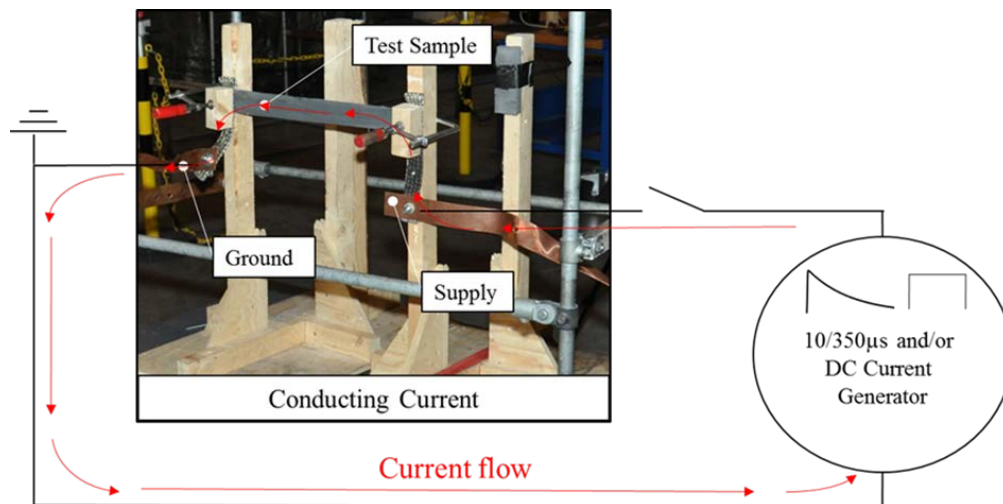 Test Sample
Ground
Supply
Conducting Current
10/350µs and/or
DC Current
Generator
Current flow